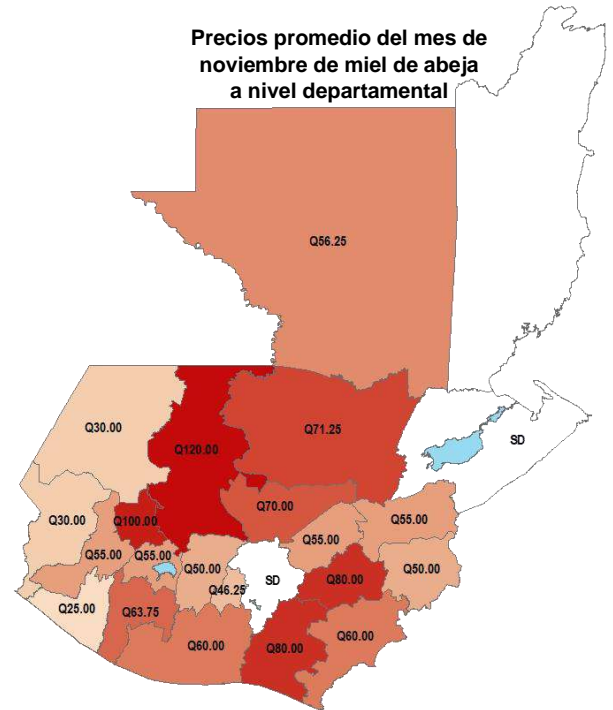 Precios promedio del mes de
noviembre de miel de abeja
a nivel departamental
Q56.25
Q30.00
Q120.00
Q71.25
SD
Q30.00
Q100.00
Q70.00
Q55.00
Q55.00
Q55.00
Q55.00
Q50.00
Q50.00
SD
Q80.00
Q46.25
Q25.00
Q63.75
Q60.00
Q80.00
Q60.00